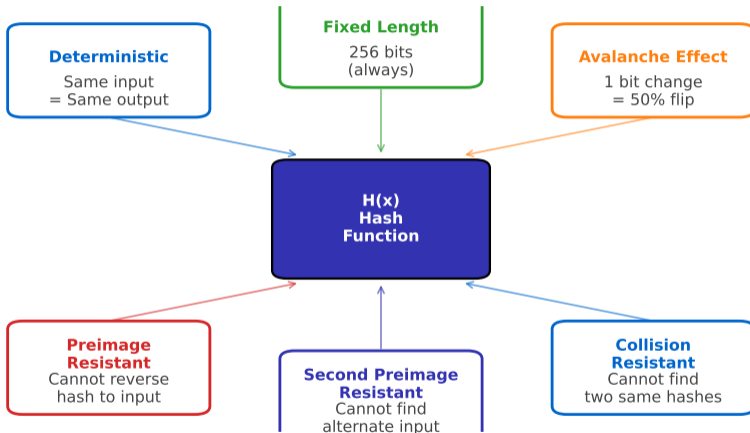 Fixed Length
256 bits
(always)
Deterministic
Same input
= Same output
Avalanche Effect
1 bit change
= 50% flip
H(x)
Hash
Function
Preimage
Resistant
Cannot reverse
hash to input
Second Preimage
Resistant
Cannot find
alternate input
Collision
Resistant
Cannot find
two same hashes